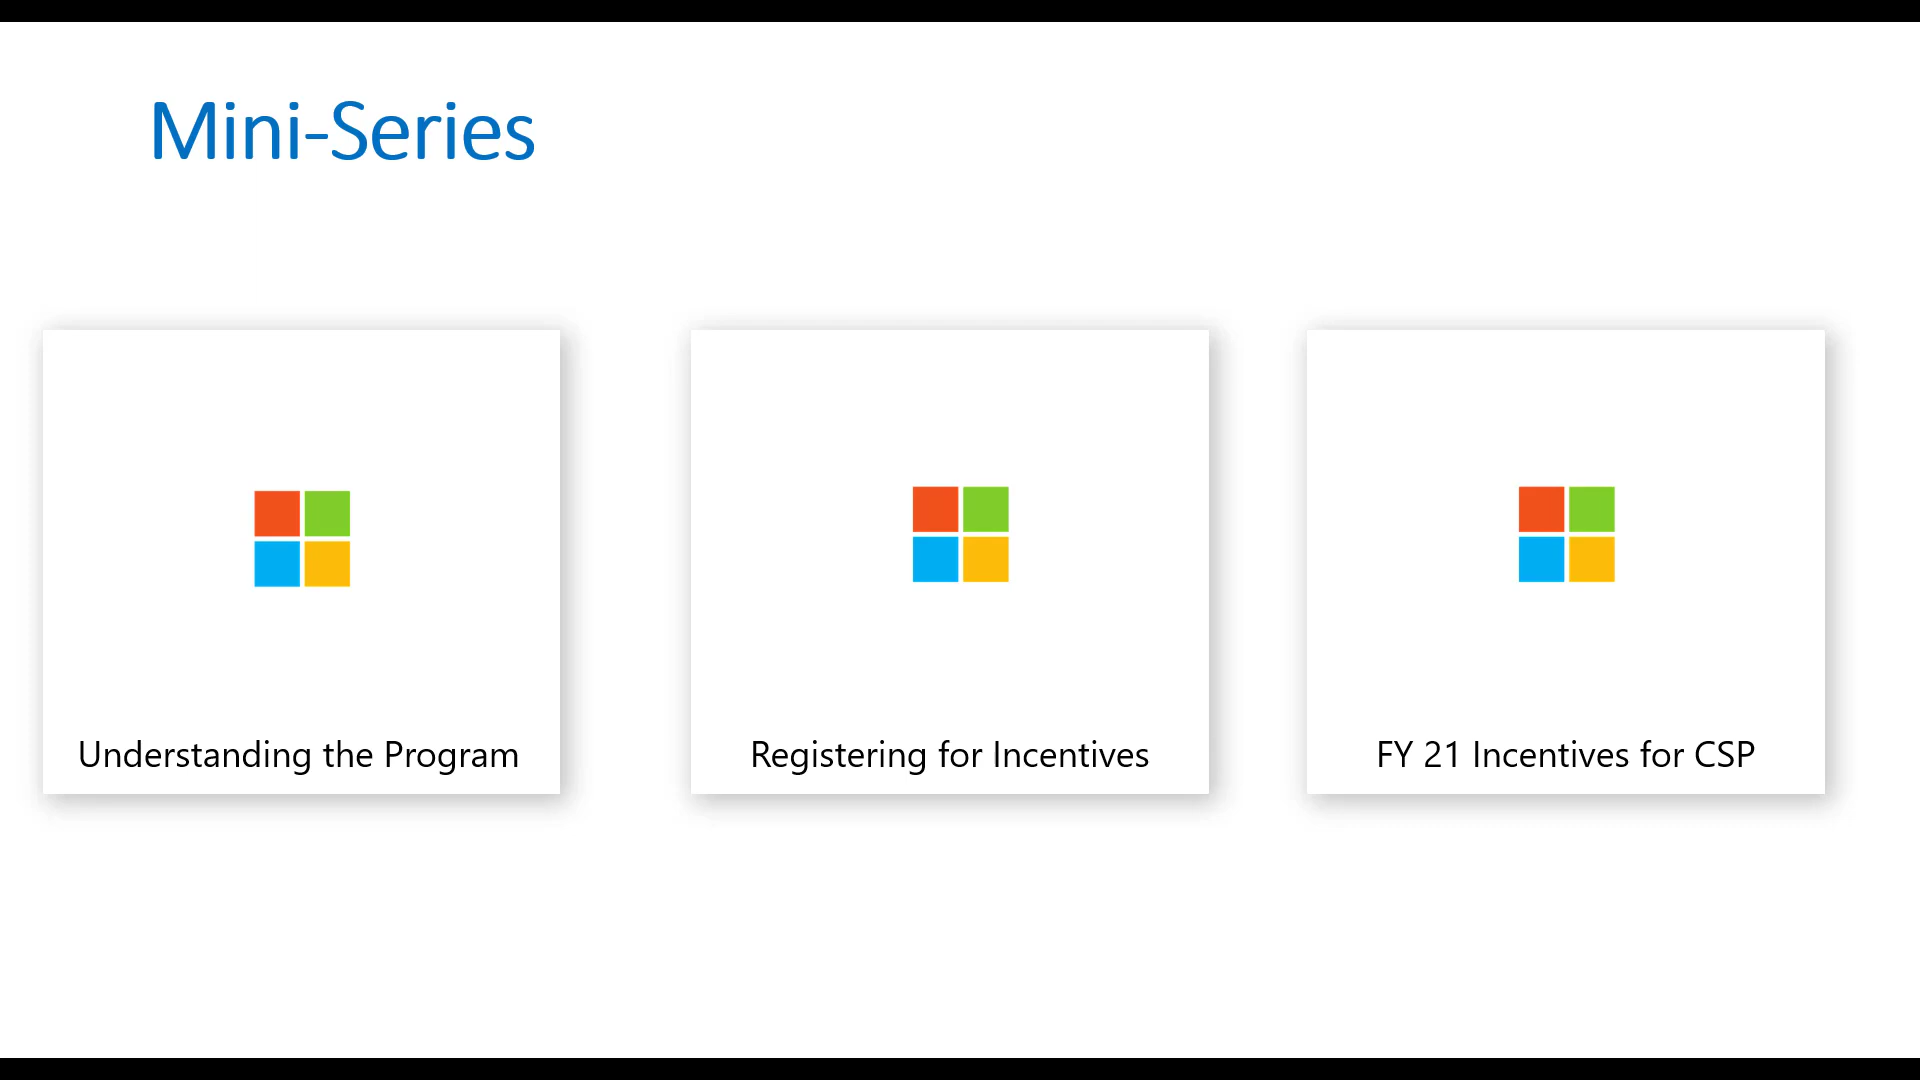 Mini-Series
Understanding the Program
Registering for Incentives
FY 21 Incentives for CSP